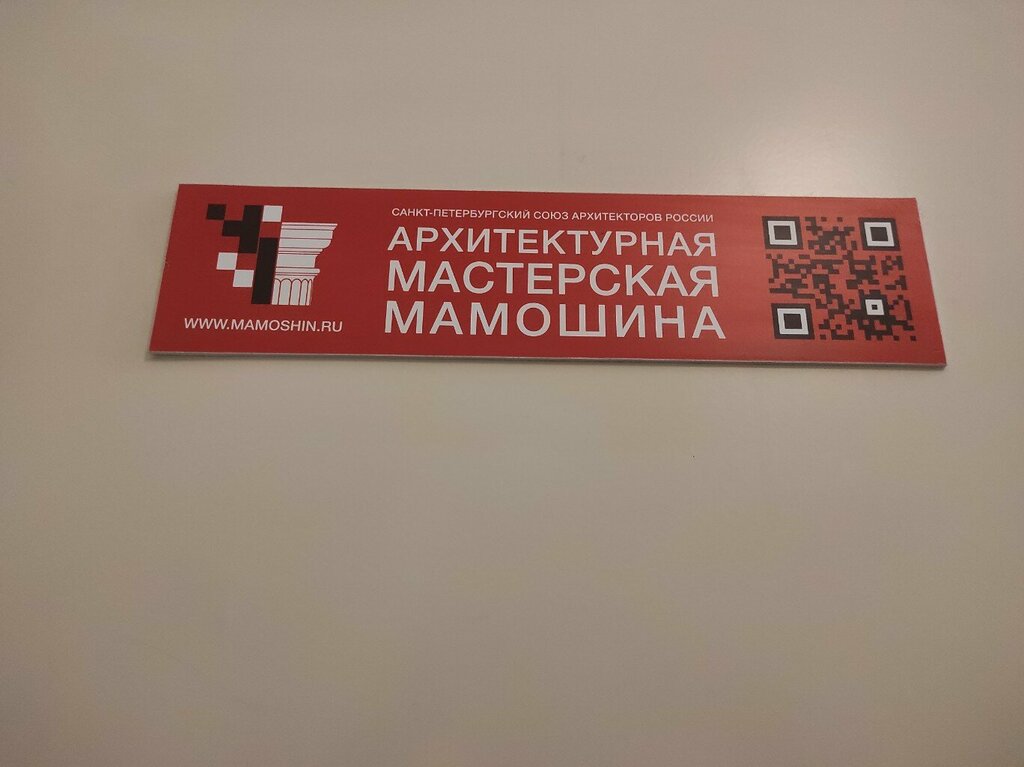 САНКТ-ПЕТЕРБУРГСКИЙ СОЮЗ АРХИТЕКТОРОВ РОССИИ
АРХИТЕКТУРНАЯ
МАСТЕРСКАЯ
МАМОШИНА
WWW.MAMOSHIN.RU